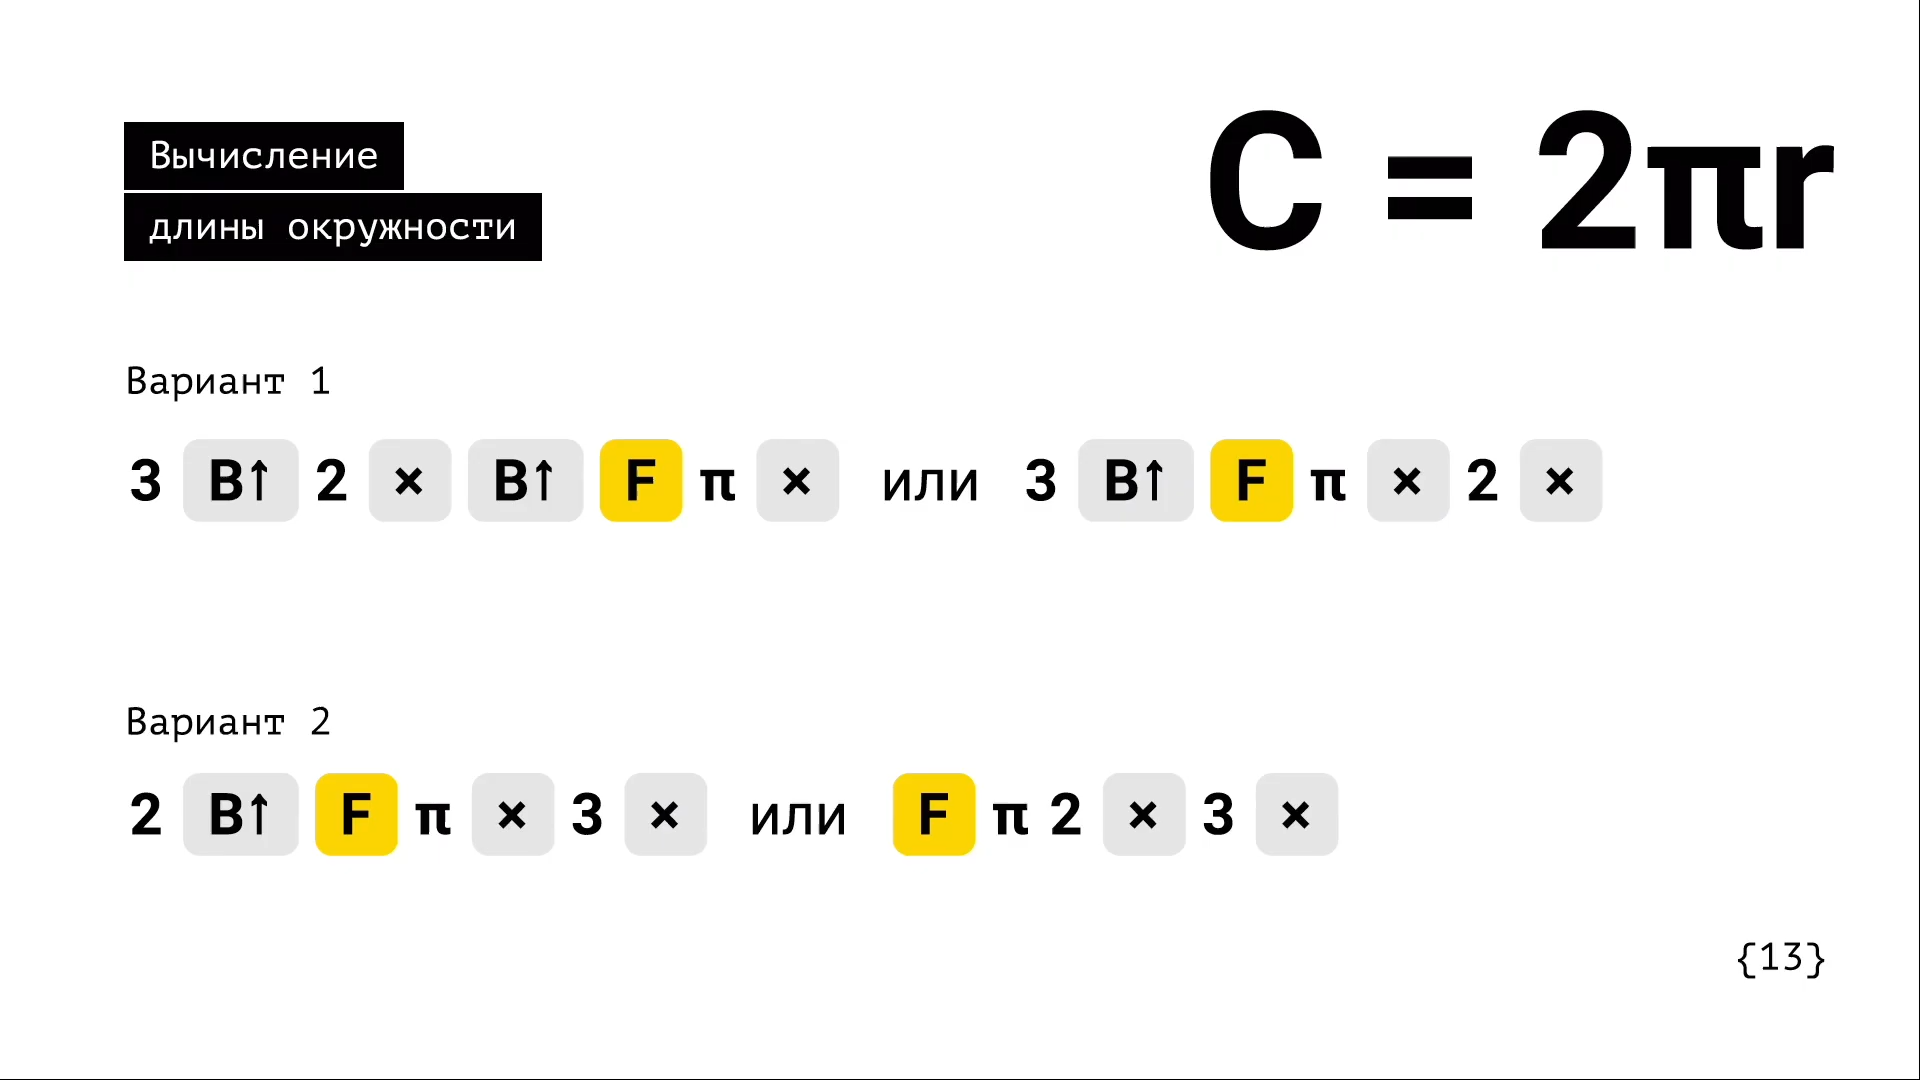 Вычисление
длины окружности
C = 2πr
Вариант 1
3 В↑ 2 × В↑ F π × или 3 В↑ F π × 2 ×
Вариант 2
2 В↑ F π × 3 × или F π 2 × 3 ×
{13}